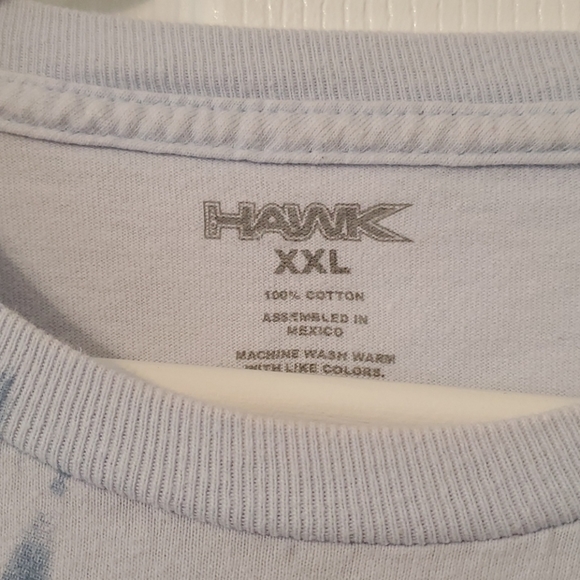 HAWK
XXL
100% COTTON
ASSEMBLED IN
MEXICO
MACHINE WASH WARM
WITH LIKE COLORS.